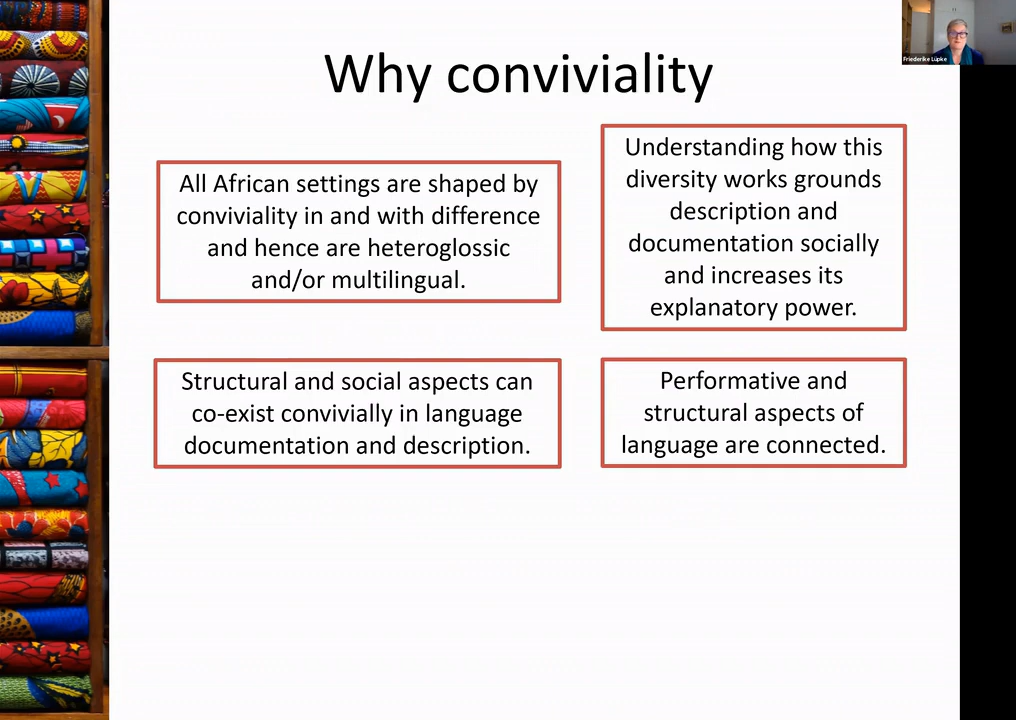 Friederike Lüpke
Why conviviality
All African settings are shaped by
conviviality in and with difference
and hence are heteroglossic
and/or multilingual.
Understanding how this
diversity works grounds
description and
documentation socially
and increases its
explanatory power.
Structural and social aspects can
co-exist convivially in language
documentation and description.
Performative and
structural aspects of
language are connected.